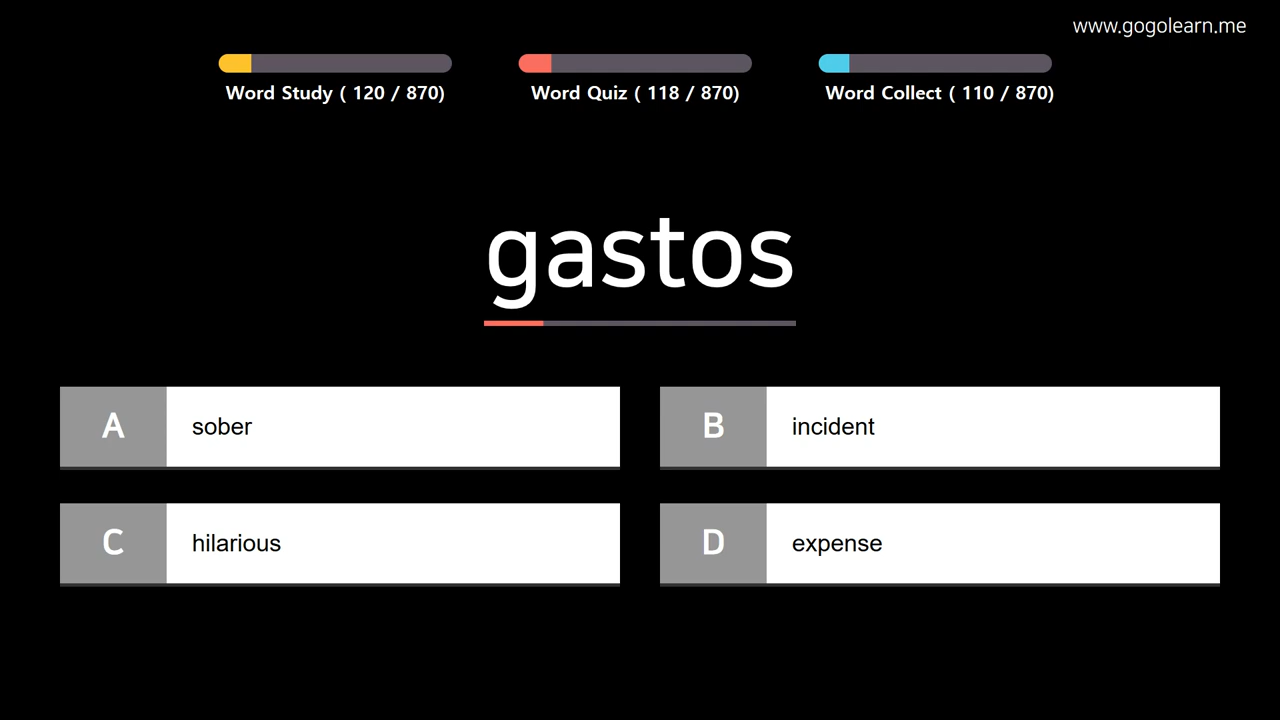 www.gogolearn.me
Word Study ( 120 / 870)
Word Quiz ( 118 / 870)
Word Collect ( 110 / 870)
gastos
A sober
B incident
C hilarious
D expense